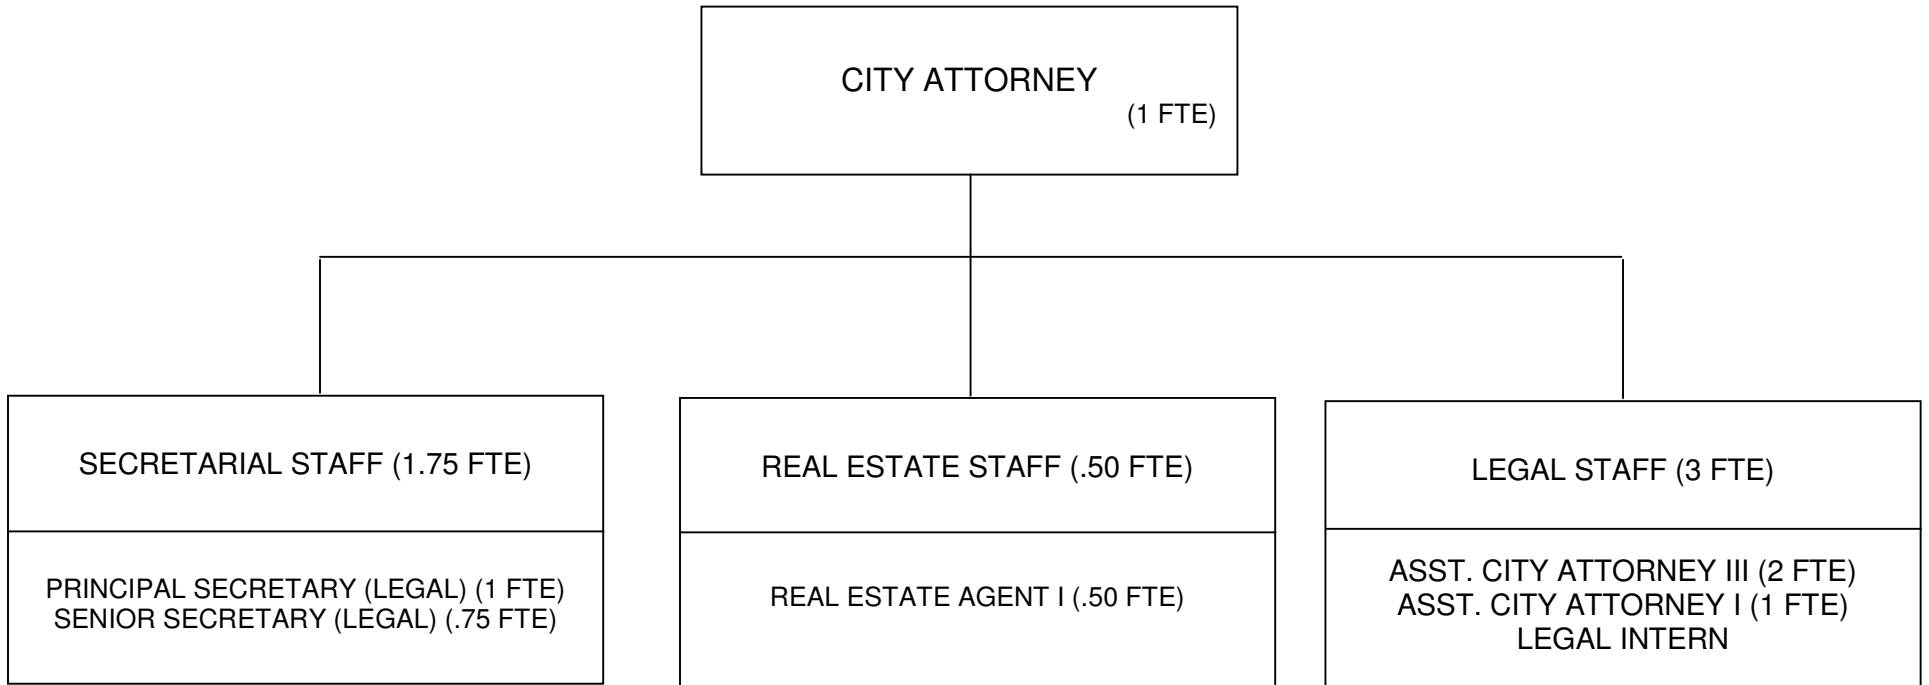 CITY ATTORNEY
(1 FTE)
SECRETARIAL STAFF (1.75 FTE)
PRINCIPAL SECRETARY (LEGAL) (1 FTE)
SENIOR SECRETARY (LEGAL) (.75 FTE)
REAL ESTATE STAFF (.50 FTE)
REAL ESTATE AGENT I (.50 FTE)
LEGAL STAFF (3 FTE)
ASST. CITY ATTORNEY III (2 FTE)
ASST. CITY ATTORNEY I (1 FTE)
LEGAL INTERN